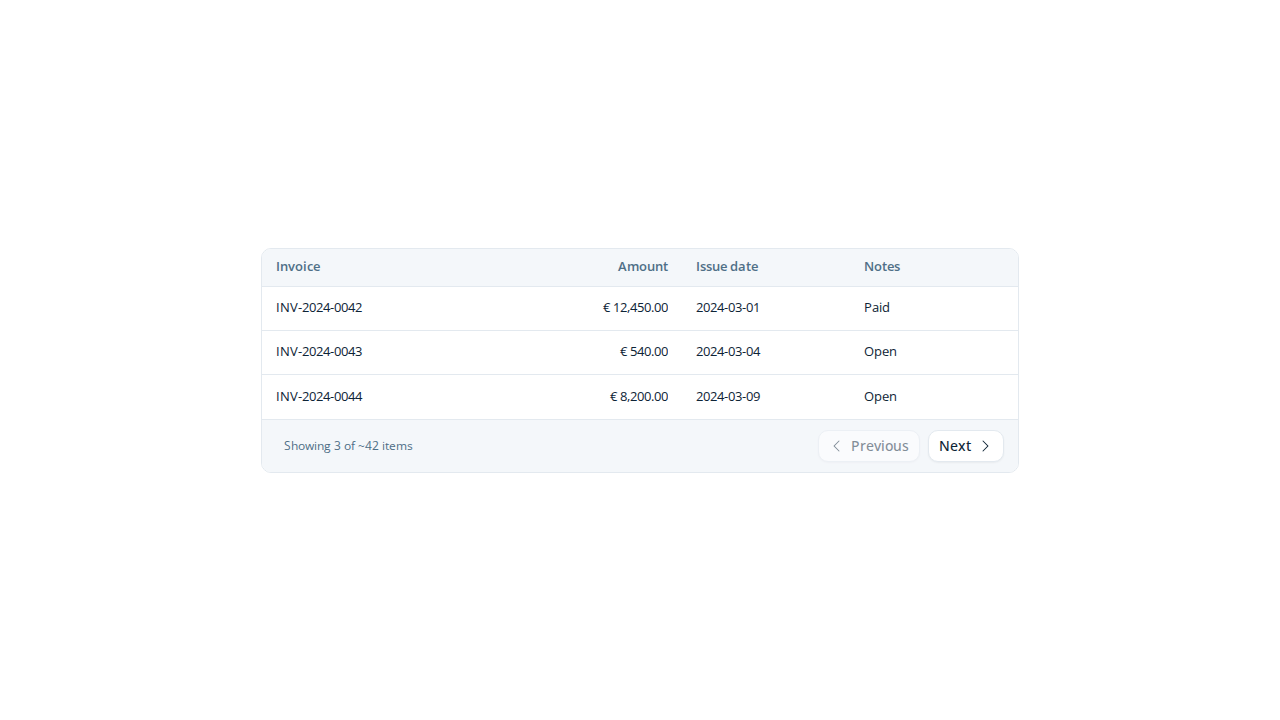 Invoice Amount Issue date Notes
INV-2024-0042 € 12,450.00 2024-03-01 Paid
INV-2024-0043 € 540.00 2024-03-04 Open
INV-2024-0044 € 8,200.00 2024-03-09 Open
Showing 3 of ~42 items Previous Next